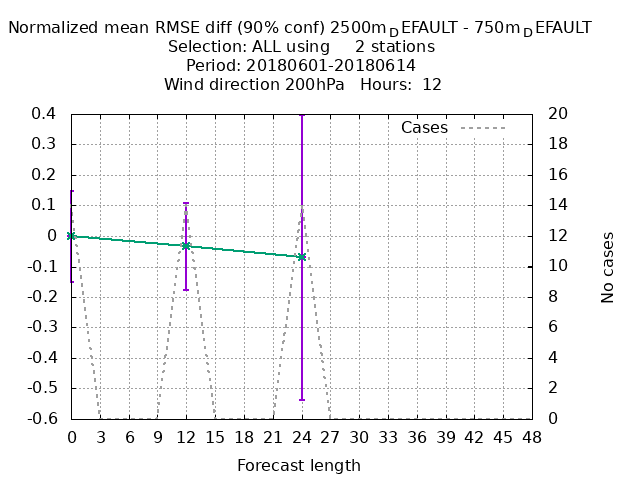 Normalized mean RMSE diff (90% conf) 2500m_DEFAULT - 750m_DEFAULT
Selection: ALL using 2 stations
Period: 20180601-20180614
Wind direction 200hPa Hours: 12
Cases
0.4
0.3
0.2
0.1
0
-0.1
-0.2
-0.3
-0.4
-0.5
-0.6
20
18
16
14
12
10
8
6
4
2
0
No cases
0 3 6 9 12 15 18 21 24 27 30 33 36 39 42 45 48
Forecast length